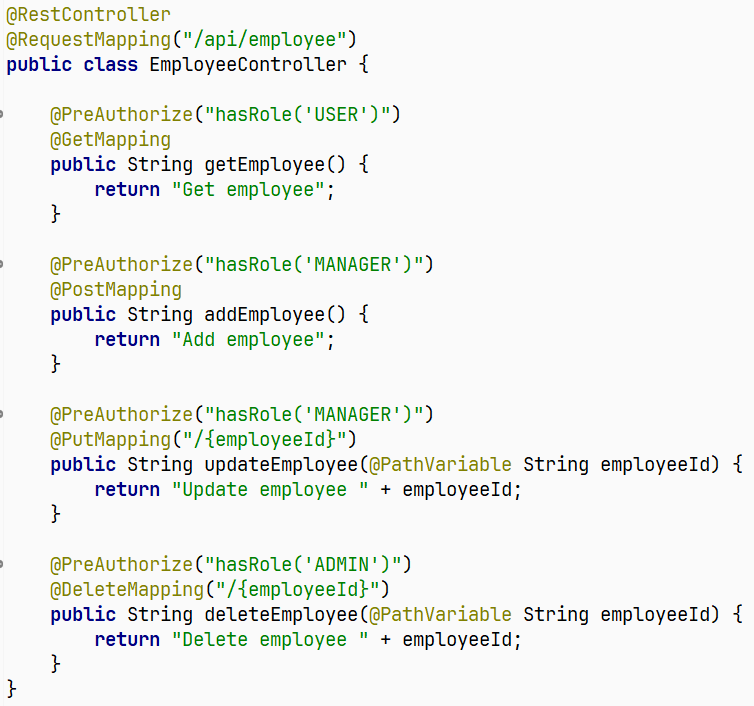 @RestController
@RequestMapping("/api/employee")
public class EmployeeController {
@PreAuthorize("hasRole('USER')")
@GetMapping
public String getEmployee() {
return "Get employee";
}
@PreAuthorize("hasRole('MANAGER')")
@PostMapping
public String addEmployee() {
return "Add employee";
}
@PreAuthorize("hasRole('MANAGER')")
@PutMapping("/{employeeId}")
public String updateEmployee(@PathVariable String employeeId) {
return "Update employee " + employeeId;
}
@PreAuthorize("hasRole('ADMIN')")
@DeleteMapping("/{employeeId}")
public String deleteEmployee(@PathVariable String employeeId) {
return "Delete employee " + employeeId;
}
}